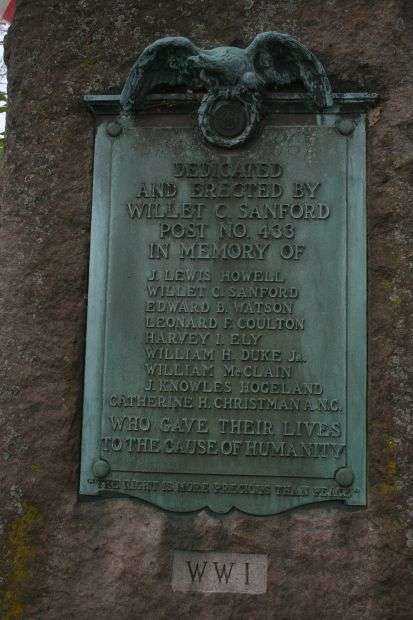 DEDICATED
AND ERECTED BY
WILLET C. SANFORD
POST NO. 433
IN MEMORY OF
J. LEWIS HOWELL
WILLET C. SANFORD
EDWARD B. WATSON
LEONARD F. COULTON
HARVEY I. ELY
WILLIAM H. DUKE JR.
WILLIAM MCCLAIN
J. KNOWLES HOGELAND
CATHERINE H. CHRISTMAN A.N.C.
WHO GAVE THEIR LIVES
TO THE CAUSE OF HUMANITY
"THE RIGHT IS MORE PRECIOUS THAN PEACE"
WWI